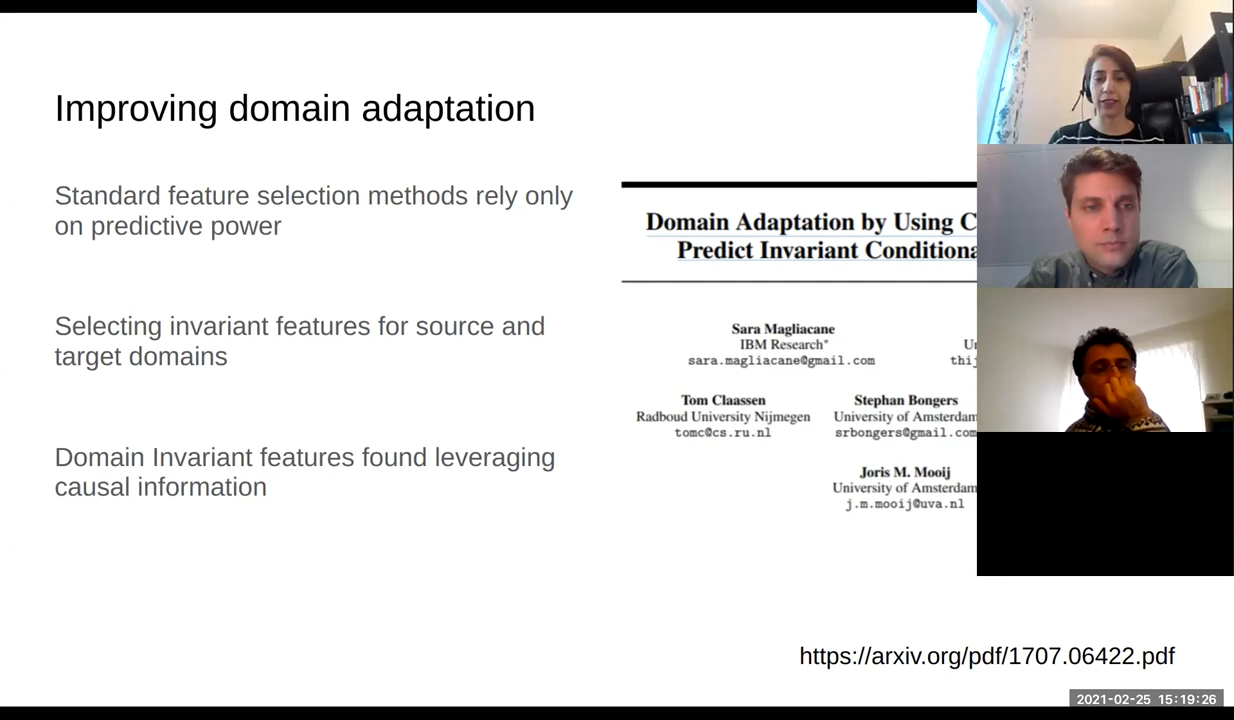 Improving domain adaptation
Standard feature selection methods rely only
on predictive power
Selecting invariant features for source and
target domains
Domain Invariant features found leveraging
causal information
Domain Adaptation by Using C
Predict Invariant Conditiona
Sara Magliacane
IBM Research*
sara.magliacane@gmail.com
Un
thij
Tom Claassen
Radboud University Nijmegen
tomc@cs.ru.nl
Stephan Bongers
University of Amsterdam
srbongers@gmail.com
Joris M. Mooij
University of Amsterdam
j.m.mooij@uva.nl
https://arxiv.org/pdf/1707.06422.pdf
2021-02-25 15:19:26